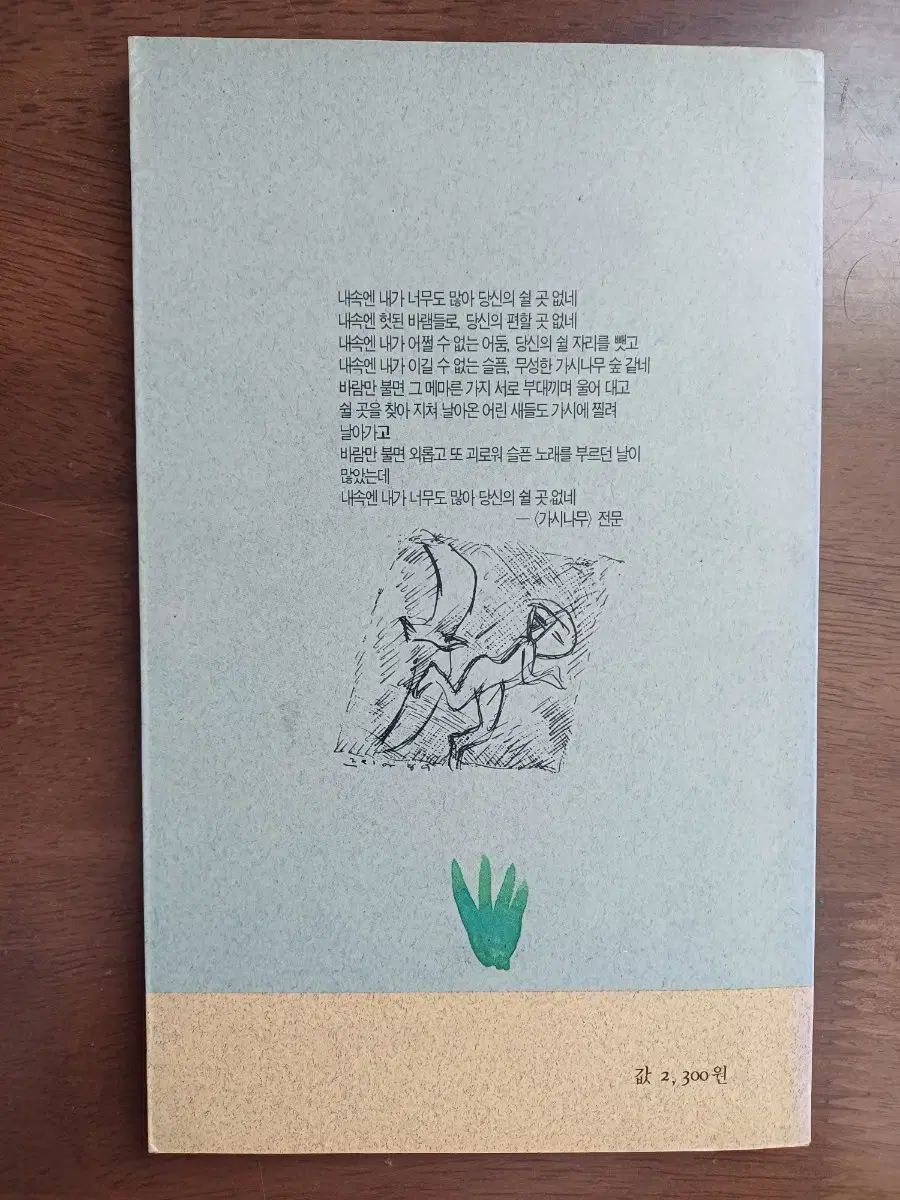 내속엔 내가 너무도 많아 당신의 쉴 곳 없네
내속엔 헛된 바램들로, 당신의 편할 곳 없네
내속엔 내가 어쩔 수 없는 어둠, 당신의 쉴 자리를 뺏고
내속엔 내가 이길 수 없는 슬픔, 무성한 가시나무 숲 같네
바람만 불면 그 메마른 가지 서로 부대끼며 울어 대고
쉴 곳을 찾아 지쳐 날아온 어린 새들도 가시에 찔려
날아가고
바람만 불면 외롭고 또 괴로워 슬픈 노래를 부르던 날이
많았는데
내속엔 내가 너무도 많아 당신의 쉴 곳 없네
— 〈가시나무〉 전문
값 2, 300원